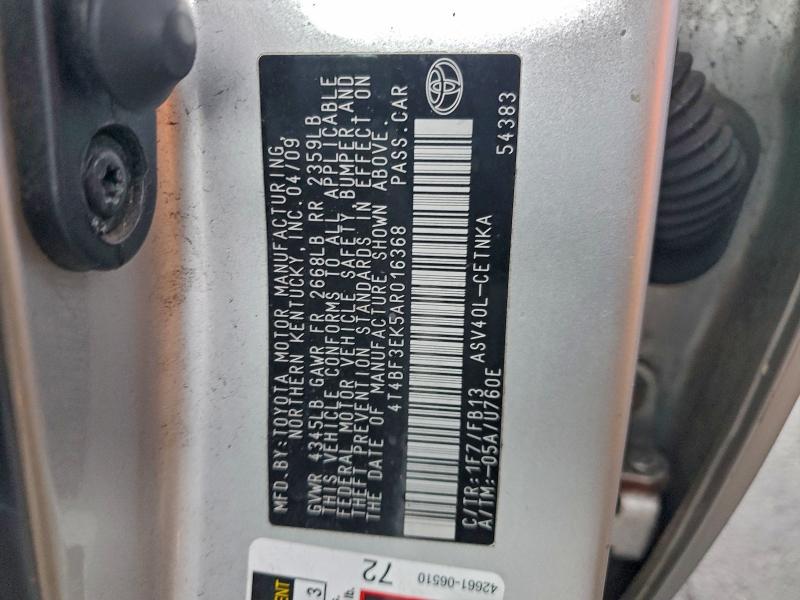 MFD. BY: TOYOTA MOTOR MANUFACTURING,
NORTHERN KENTUCKY, INC. 04/09
GVWR 4345LB GAWR FR 2668LB RR 2359LB
THIS VEHICLE CONFORMS TO ALL APPLICABLE
FEDERAL MOTOR VEHICLE SAFETY, BUMPER AND
THEFT PREVENTION STANDARDS IN EFFECT ON
THE DATE OF MANUFACTURE SHOWN ABOVE.
4T4BF3EK5AR016368 PASS. CAR
C/TR: 1F7/FB13 ASV40L-CETNKA
A/TM: -05A/U760E 54383
72
42661-06510
3